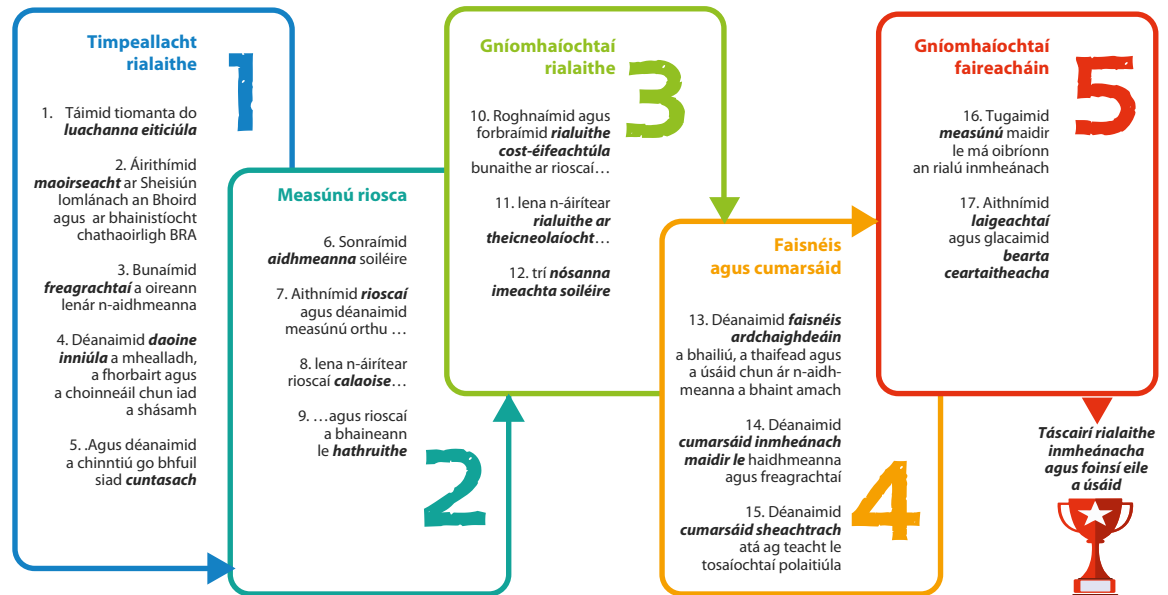 Timpeallacht
rialaithe
1
1. Táimid tiomanta do
luachanna eiticiúla
2. Áirithímid
maoirseacht ar Sheisiún
Iomlánach an Bhoird
agus ar bhainistíocht
chathaoirligh BRA
3. Bunaímid
freagrachtaí a oireann
lenár n-aidhmeanna
4. Déanaimid daoine
inniúla a mhealladh,
a fhorbairt agus
a choinneáil chun iad
a shásamh
5. .Agus déanaimid
a chinntiú go bhfuil
siad cuntasach
Measúnú riosca
6. Sonraímid
aidhmeanna soiléire
7. Aithnímid rioscaí
agus déanaimid
measúnú orthu ...
8. lena n-áirítear
rioscaí calaoise...
9. ...agus rioscaí
a bhaineann
le hathruithe
2
Gníomhaíochtaí
rialaithe
3
10. Roghnaímid agus
forbraímid rialuithe
cost-éifeachtúla
bunaithe ar rioscaí...
11. lena n-áirítear
rialuithe ar
theicneolaíocht...
12. trí nósanna
imeachta soiléire
Faisnéis
agus cumarsáid
13. Déanaimid faisnéis
ardchaighdeáin
a bhailiú, a thaifead agus
a úsáid chun ár n-aidh-
meanna a bhaint amach
14. Déanaimid
cumarsáid inmheánach
maidir le haidhmeanna
agus freagrachtaí
15. Déanaimid
cumarsáid sheachtrach
atá ag teacht le
tosaíochtaí polaitiúla
4
Gníomhaíochtaí
faireacháin
5
16. Tugaimid
measúnú maidir
le má oibríonn
an rialú inmheánach
17. Aithnímid
laigeachtaí
agus glacaimid
bearta
ceartaitheacha
Táscairí rialaithe
inmheánacha
agus foinsí eile
a úsáid